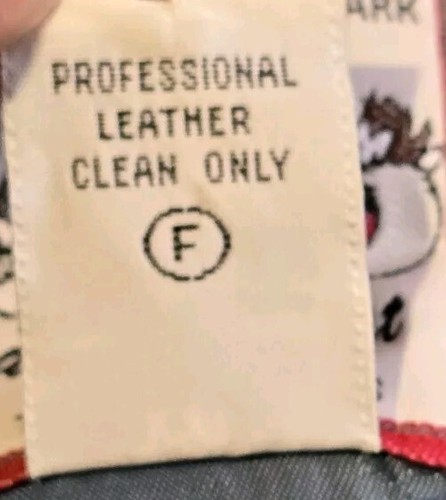 PROFESSIONAL
LEATHER
CLEAN ONLY
F